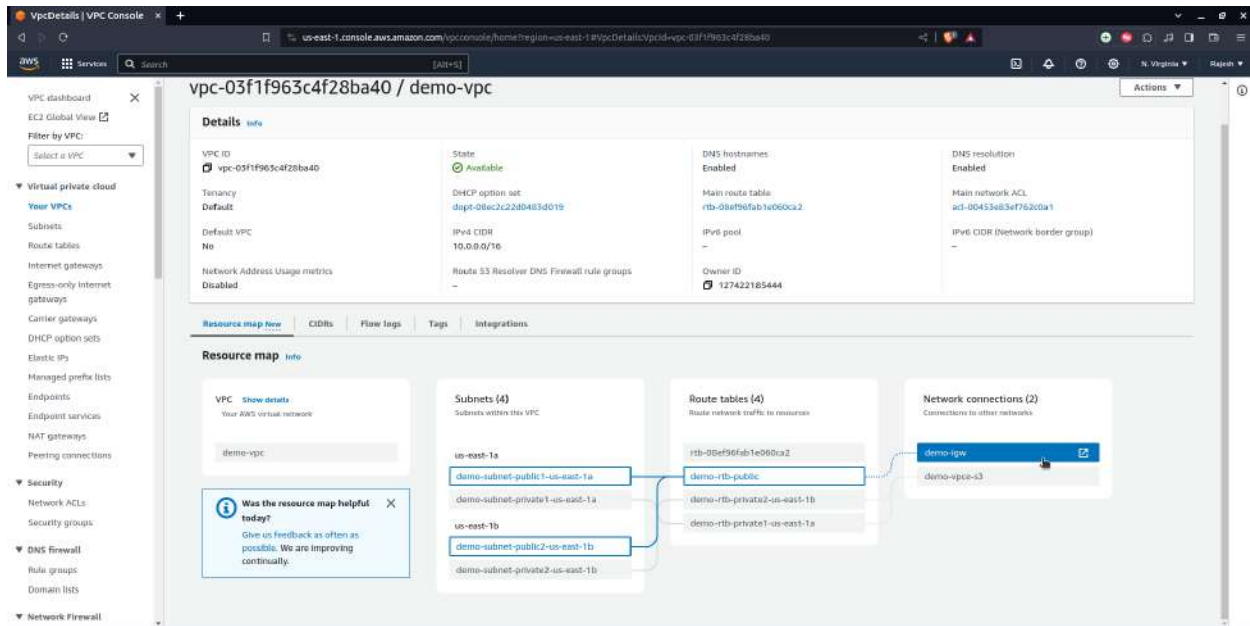 VpcDetails | VPC Console
us-east-1.console.aws.amazon.com/vpcconsole/home?region=us-east-1#VpcDetails:VpcId=vpc-03f1f963c4f28ba40
aws
Services
Search
[Alt+S]
N. Virginia
Rajesh
VPC dashboard
EC2 Global View
Filter by VPC:
Select a VPC
Virtual private cloud
Your VPCs
Subnets
Route tables
Internet gateways
Egress-only internet
gateways
Carrier gateways
DHCP option sets
Elastic IPs
Managed prefix lists
Endpoints
Endpoint services
NAT gateways
Peering connections
Security
Network ACLs
Security groups
DNS firewall
Rule groups
Domain lists
Network Firewall
vpc-03f1f963c4f28ba40 / demo-vpc
Actions
Details Info
VPC ID
vpc-03f1f963c4f28ba40
State
Available
DNS hostnames
Enabled
DNS resolution
Enabled
Tenancy
Default
DHCP option set
dopt-08ec2c22d0483d019
Main route table
rtb-08ef96fab1e060ca2
Main network ACL
acl-00453e83ef762c0a1
Default VPC
No
IPv4 CIDR
10.0.0.0/16
IPv6 pool
–
IPv6 CIDR (Network border group)
–
Network Address Usage metrics
Disabled
Route 53 Resolver DNS Firewall rule groups
–
Owner ID
127422185444
Resource map New
CIDRs
Flow logs
Tags
Integrations
Resource map Info
VPC Show details
Your AWS virtual network
demo-vpc
Was the resource map helpful
today?
Give us feedback as often as
possible. We are improving
continually.
Subnets (4)
Subnets within this VPC
us-east-1a
demo-subnet-public1-us-east-1a
demo-subnet-private1-us-east-1a
us-east-1b
demo-subnet-public2-us-east-1b
demo-subnet-private2-us-east-1b
Route tables (4)
Route network traffic to resources
rtb-08ef96fab1e060ca2
demo-rtb-public
demo-rtb-private2-us-east-1b
demo-rtb-private1-us-east-1a
Network connections (2)
Connections to other networks
demo-igw
demo-vpce-s3